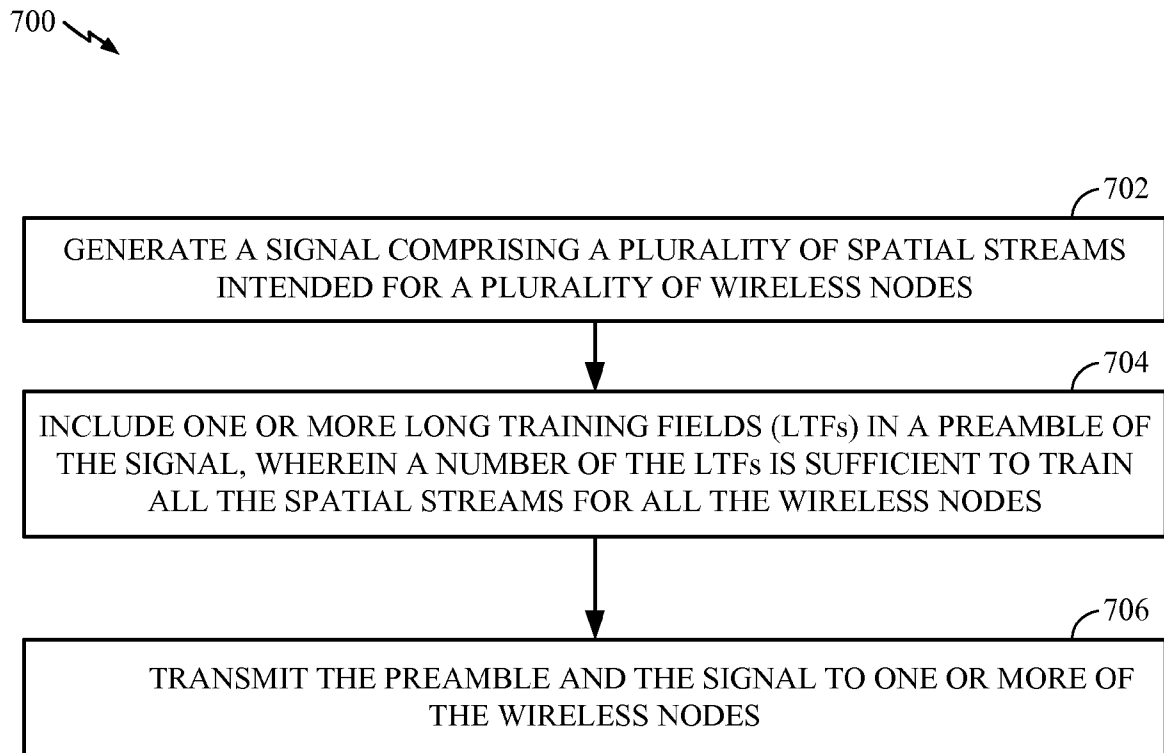 700
702
GENERATE A SIGNAL COMPRISING A PLURALITY OF SPATIAL STREAMS
INTENDED FOR A PLURALITY OF WIRELESS NODES
704
INCLUDE ONE OR MORE LONG TRAINING FIELDS (LTFs) IN A PREAMBLE OF
THE SIGNAL, WHEREIN A NUMBER OF THE LTFs IS SUFFICIENT TO TRAIN
ALL THE SPATIAL STREAMS FOR ALL THE WIRELESS NODES
706
TRANSMIT THE PREAMBLE AND THE SIGNAL TO ONE OR MORE OF
THE WIRELESS NODES